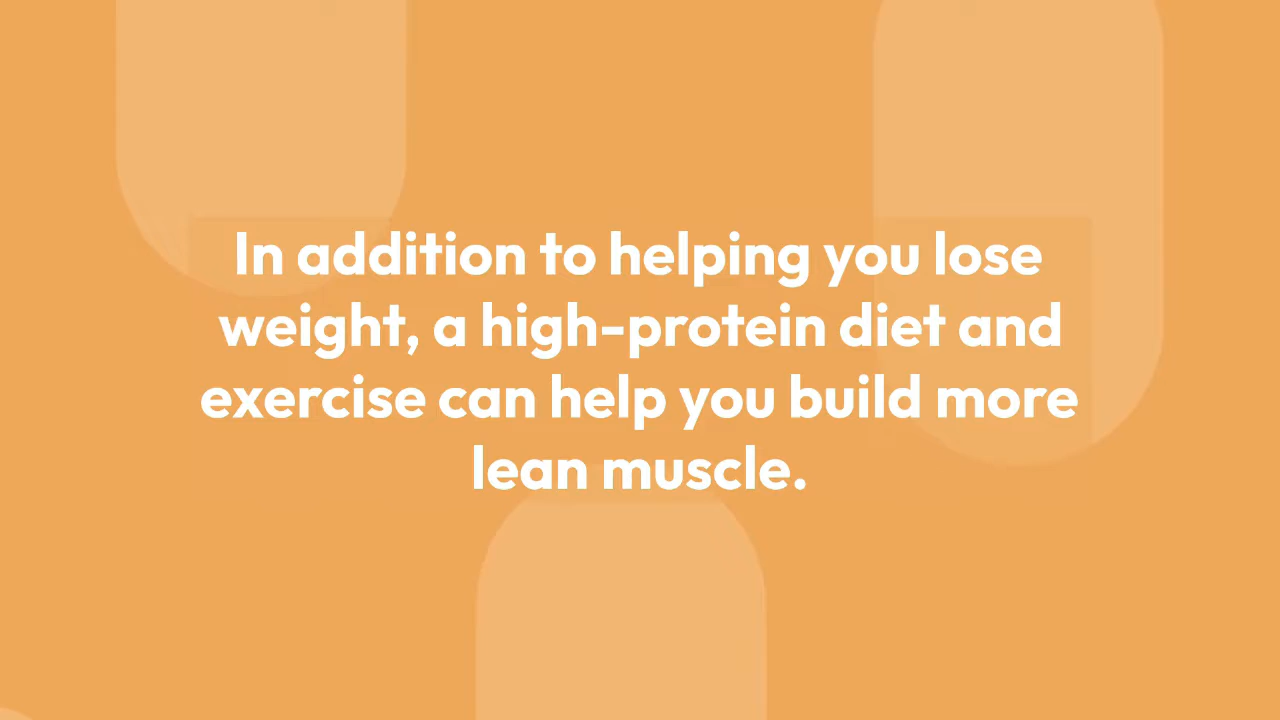 In addition to helping you lose
weight, a high-protein diet and
exercise can help you build more
lean muscle.